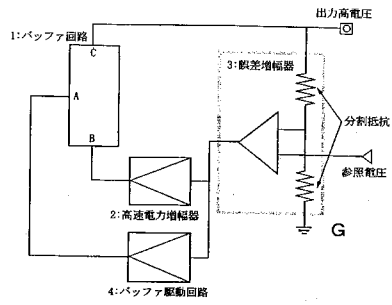 出力高電圧
1:バッファ回路
C
3:誤差増幅器
A
分割抵抗
B
参照電圧
2:高速電力増幅器
G
4:バッファ駆動回路